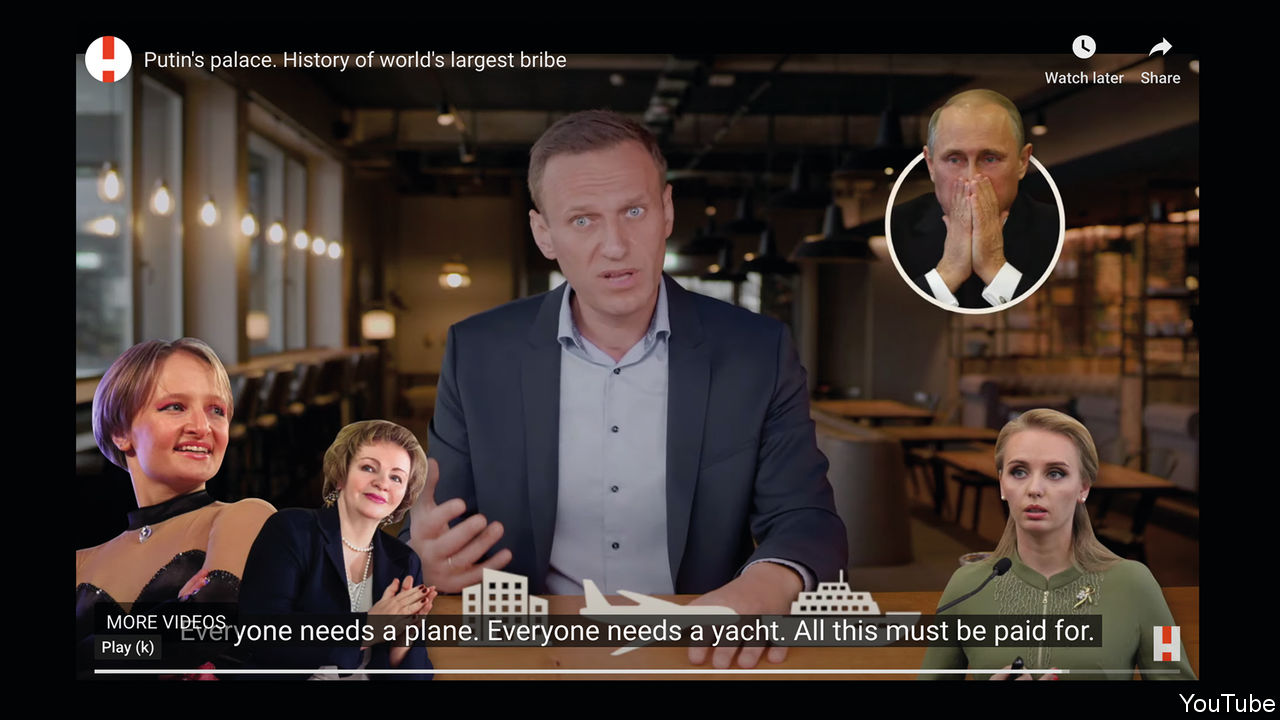 Putin's palace. History of world's largest bribe
Watch later
Share
MORE VIDEOS
Everyone needs a plane. Everyone needs a yacht. All this must be paid for.
Play (k)
YouTube